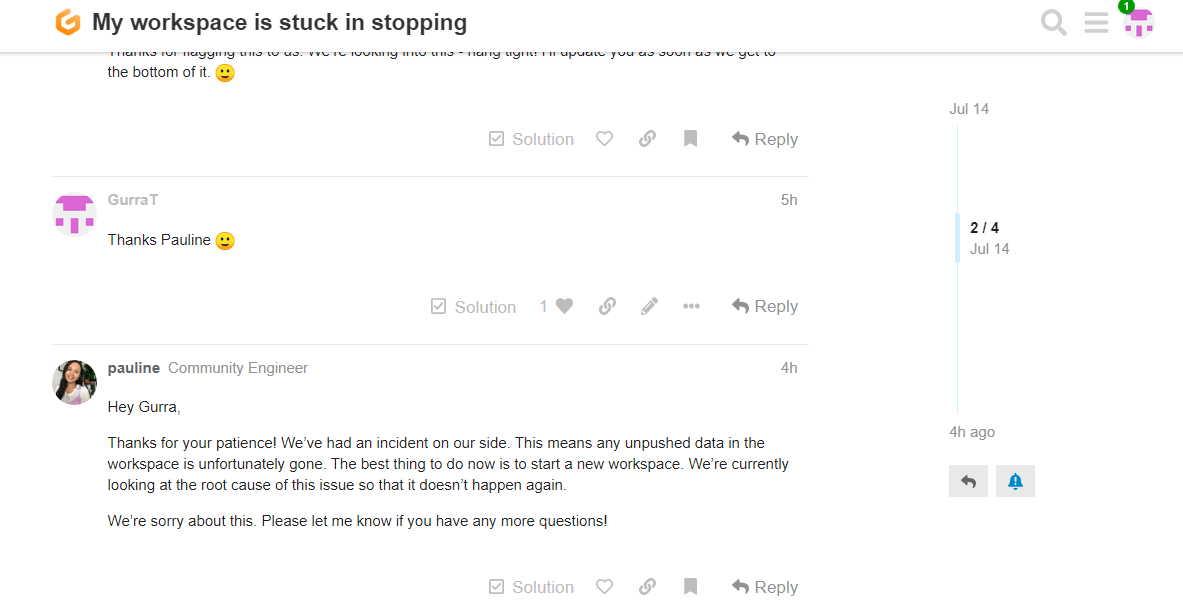 My workspace is stuck in stopping
1
Thanks for flagging this to us. We're looking into this - hang tight! I'll update you as soon as we get to
the bottom of it.
Jul 14
Solution
Reply
GurraT
5h
Thanks Pauline
2 / 4
Jul 14
Solution
1
Reply
pauline Community Engineer
4h
Hey Gurra,
Thanks for your patience! We've had an incident on our side. This means any unpushed data in the
workspace is unfortunately gone. The best thing to do now is to start a new workspace. We're currently
looking at the root cause of this issue so that it doesn't happen again.
4h ago
We're sorry about this. Please let me know if you have any more questions!
Solution
Reply